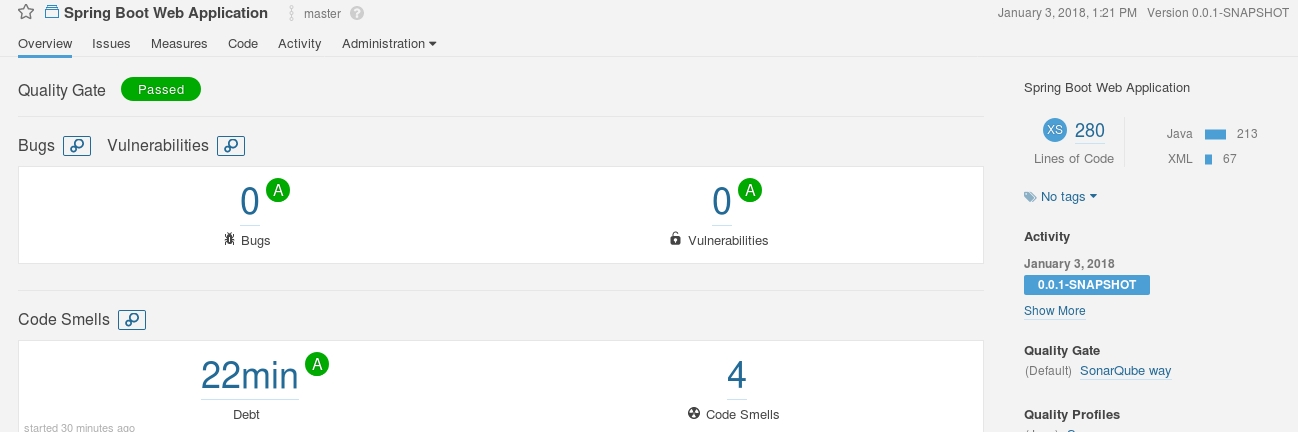 Spring Boot Web Application master ?
January 3, 2018, 1:21 PM Version 0.0.1-SNAPSHOT
Overview Issues Measures Code Activity Administration
Quality Gate Passed
Bugs Vulnerabilities
0 A
Bugs
0 A
Vulnerabilities
Code Smells
22min A
Debt
4
Code Smells
started 30 minutes ago
Spring Boot Web Application
XS 280
Lines of Code
Java 213
XML 67
No tags
Activity
January 3, 2018
0.0.1-SNAPSHOT
Show More
Quality Gate
(Default) SonarQube way
Quality Profiles